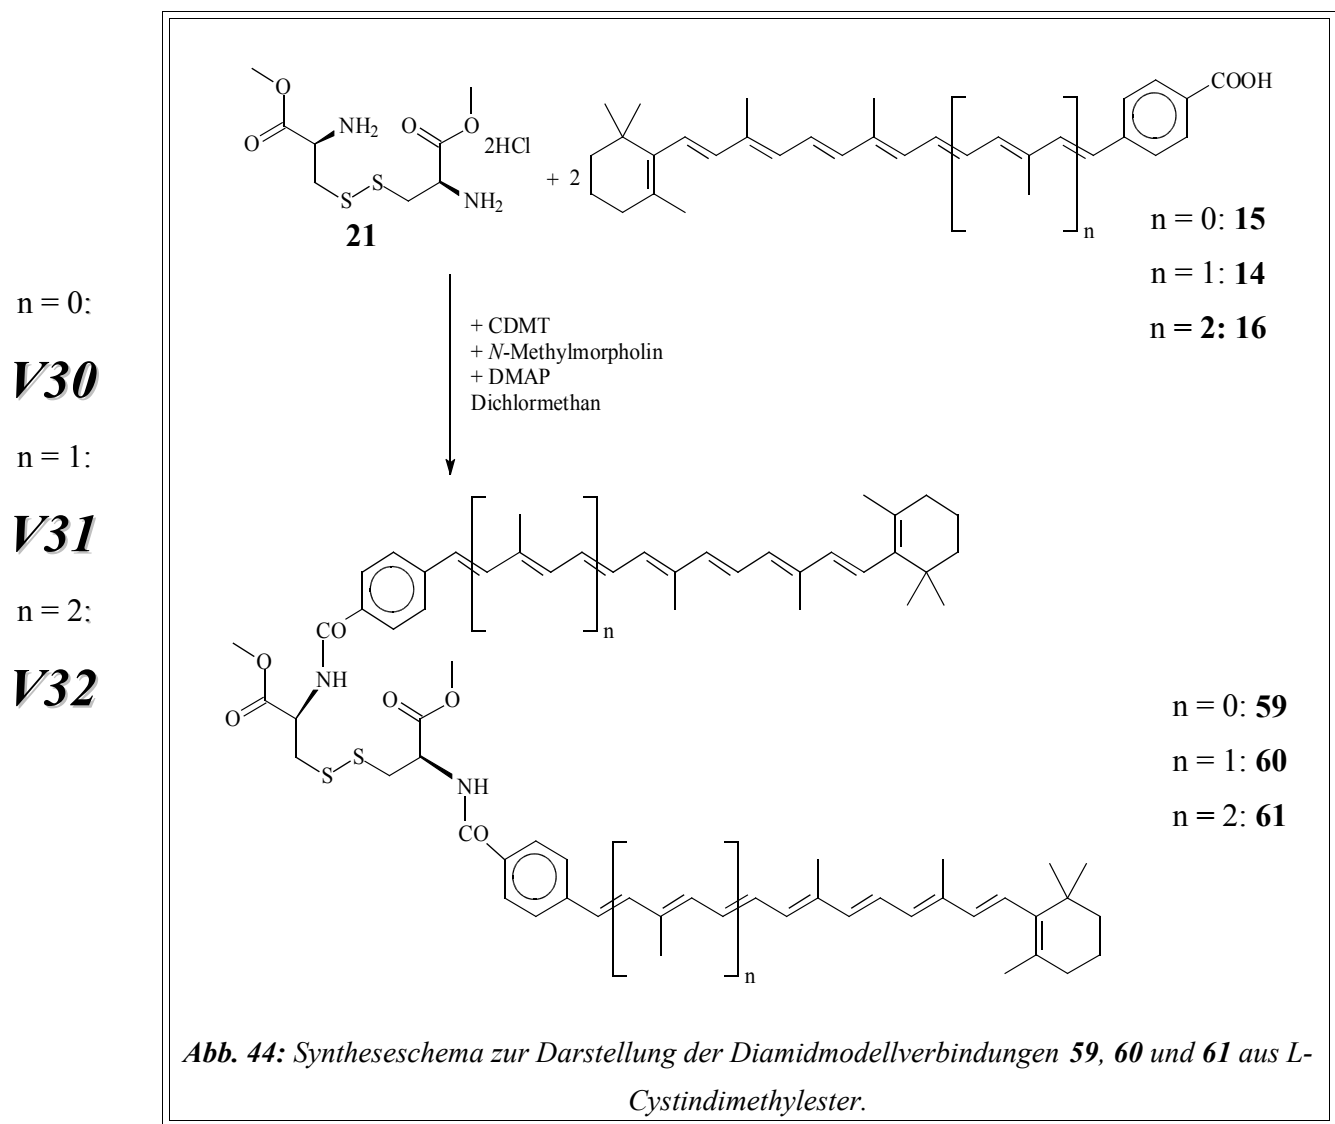 n = 0:
V30
n = 1:
V31
n = 2:
V32
O
O
NH2
O
O
2HCl
S
S
NH2
21
+ 2
COOH
n
n = 0: 15
n = 1: 14
n = 2: 16
+ CDMT
+ N-Methylmorpholin
+ DMAP
Dichlormethan
n
CO
O
NH
O
O
O
S
S
NH
CO
n
n = 0: 59
n = 1: 60
n = 2: 61
Abb. 44: Syntheseschema zur Darstellung der Diamidmodellverbindungen 59, 60 und 61 aus L-
Cystindimethylester.